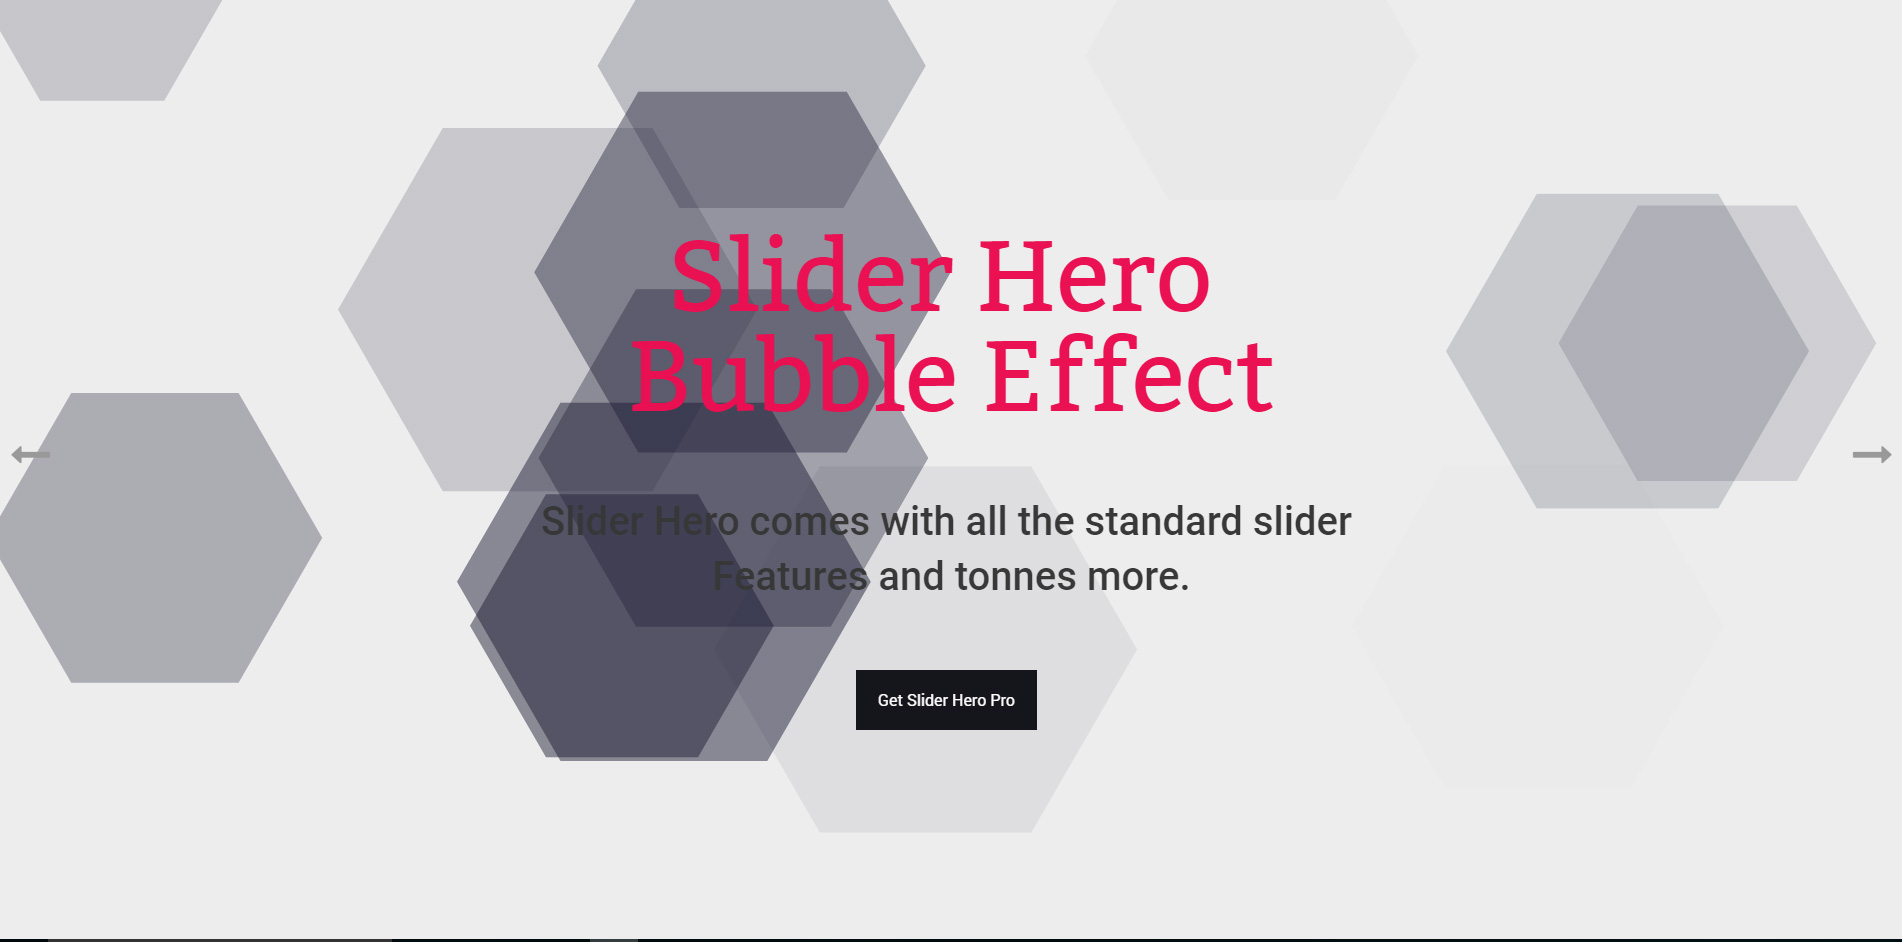 Slider Hero
Bubble Effect
Slider Hero comes with all the standard slider
Features and tonnes more.
Get Slider Hero Pro